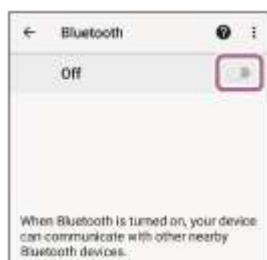 Bluetooth
Off
When Bluetooth is turned on, your device
can communicate with other nearby
Bluetooth devices.